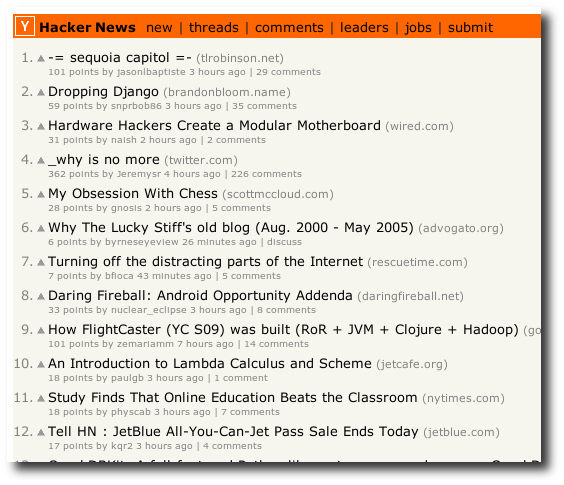 Y Hacker News new | threads | comments | leaders | jobs | submit
1. -= sequoia capitol =- (tlrobinson.net)
101 points by jasonlbaptiste 3 hours ago | 29 comments
2. Dropping Django (brandonbloom.name)
59 points by snprbob86 3 hours ago | 35 comments
3. Hardware Hackers Create a Modular Motherboard (wired.com)
31 points by naish 2 hours ago | 2 comments
4. _why is no more (twitter.com)
362 points by Jeremysr 4 hours ago | 226 comments
5. My Obsession With Chess (scottmccloud.com)
28 points by gnosis 2 hours ago | 5 comments
6. Why The Lucky Stiff's old blog (Aug. 2000 - May 2005) (advogato.org)
6 points by byrneseyeview 26 minutes ago | discuss
7. Turning off the distracting parts of the Internet (rescuetime.com)
7 points by bfioca 43 minutes ago | 5 comments
8. Daring Fireball: Android Opportunity Addenda (daringfireball.net)
33 points by nuclear_eclipse 3 hours ago | 8 comments
9. How FlightCaster (YC S09) was built (RoR + JVM + Clojure + Hadoop) (go
101 points by zemariamm 7 hours ago | 14 comments
10. An Introduction to Lambda Calculus and Scheme (jetcafe.org)
18 points by paulgb 3 hours ago | 1 comment
11. Study Finds That Online Education Beats the Classroom (nytimes.com)
18 points by physcab 3 hours ago | 7 comments
12. Tell HN : JetBlue All-You-Can-Jet Pass Sale Ends Today (jetblue.com)
17 points by kqr2 3 hours ago | 4 comments